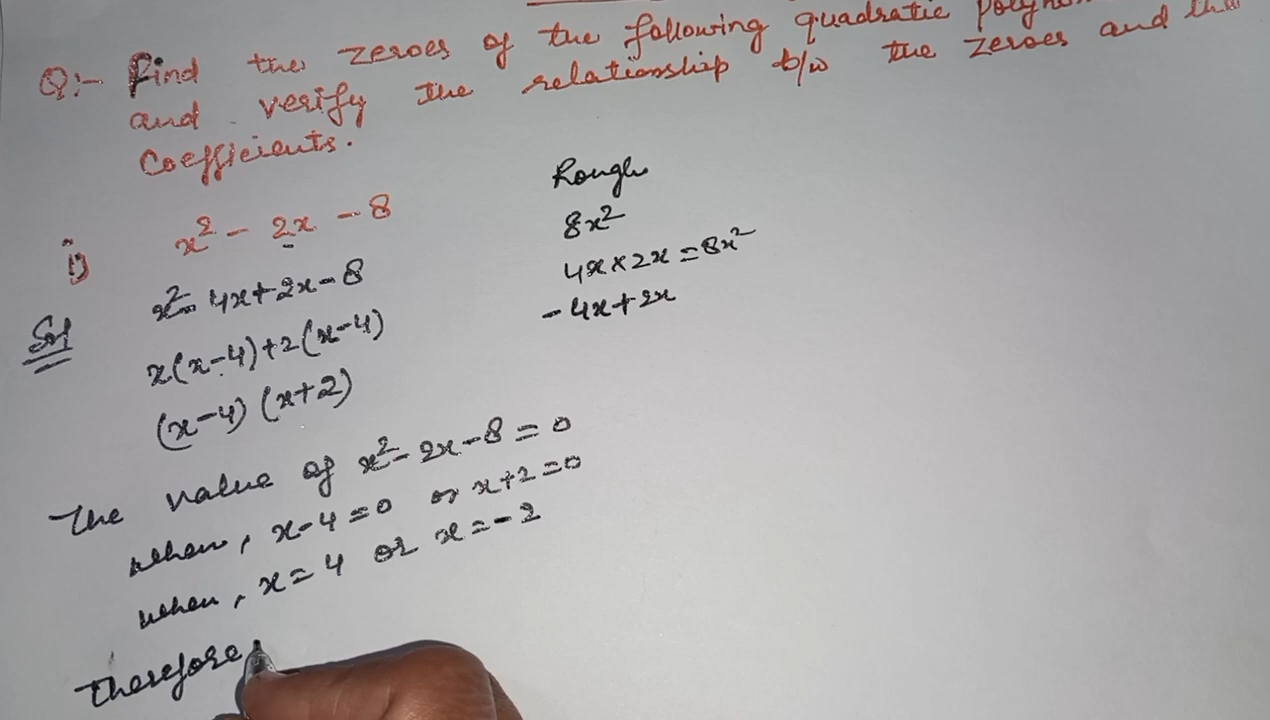 Q:- Find the zeroes of the following quadratic
and verify the relationship b/w the zeroes and the
Coefficients.
i) x² - 2x - 8
Sol x² - 4x + 2x - 8
x(x-4)+2(x-4)
(x-4) (x+2)
The value of x² - 2x - 8 = 0
when, x-4=0 or x+2=0
when, x=4 or x=-2
Therefore
Rough
8x²
4x×2x=8x²
-4x+2x